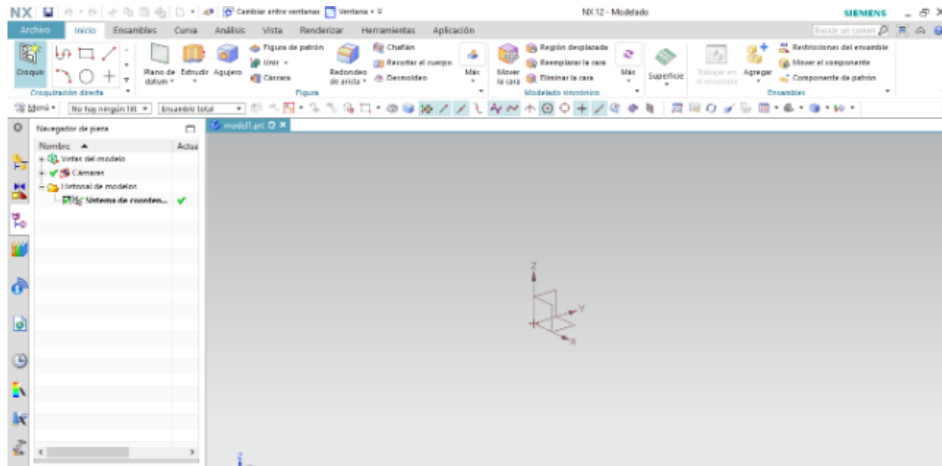 NX Cambiar entre ventanas Ventana NX 12 - Modelado SIEMENS
Archivo Inicio Ensambles Curva Análisis Vista Renderizar Herramientas Aplicación Buscar un coman
Croquis
Croquización directa
Plano de datum
Extrudir
Agujero
Figura de patrón
Unir
Cáscara
Redondeo de arista
Chaflán
Recortar el cuerpo
Desmoldeo
Más
Figura
Mover la cara
Región desplazada
Reemplazar la cara
Eliminar la cara
Más
Modelado sincrónico
Superficie
Trabajar en el ensamble
Agregar
Restricciones del ensamble
Mover el componente
Componente de patrón
Ensambles
Menú No hay ningún filt Ensamble total
Navegador de pieza
model1.prt
Nombre Actua
Vistas del modelo
Cámaras
Historial de modelos
Sistema de coorden...
Z
Y
X
Z